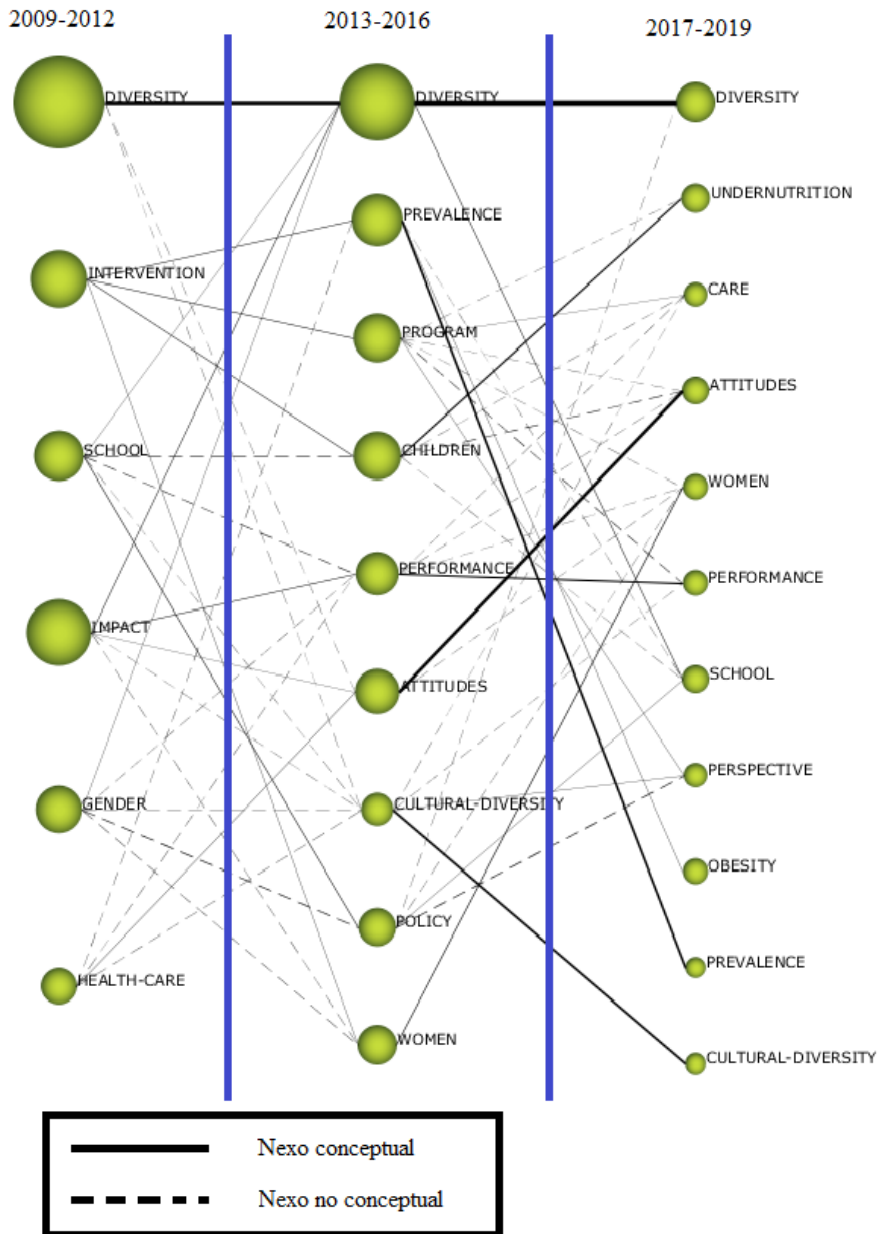 2009-2012
2013-2016
2017-2019
DIVERSITY
INTERVENTION
SCHOOL
IMPACT
GENDER
HEALTH-CARE
DIVERSITY
PREVALENCE
PROGRAM
CHILDREN
PERFORMANCE
ATTITUDES
CULTURAL-DIVERSITY
POLICY
WOMEN
DIVERSITY
UNDERNUTRITION
CARE
ATTITUDES
WOMEN
PERFORMANCE
SCHOOL
PERSPECTIVE
OBESITY
PREVALENCE
CULTURAL-DIVERSITY
Nexo conceptual
Nexo no conceptual